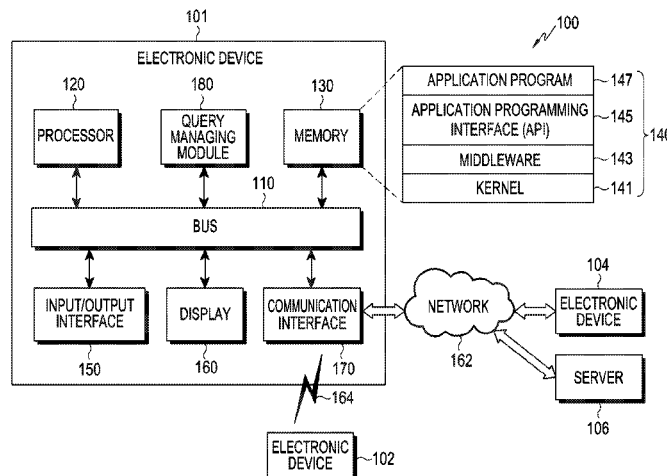 101
100
ELECTRONIC DEVICE
120
180
130
PROCESSOR
QUERY
MANAGING
MODULE
MEMORY
APPLICATION PROGRAM
147
APPLICATION PROGRAMMING
INTERFACE (API)
145
MIDDLEWARE
143
KERNEL
141
110
BUS
INPUT/OUTPUT
INTERFACE
DISPLAY
COMMUNICATION
INTERFACE
150
160
170
NETWORK
162
104
ELECTRONIC
DEVICE
SERVER
106
164
ELECTRONIC
DEVICE
102